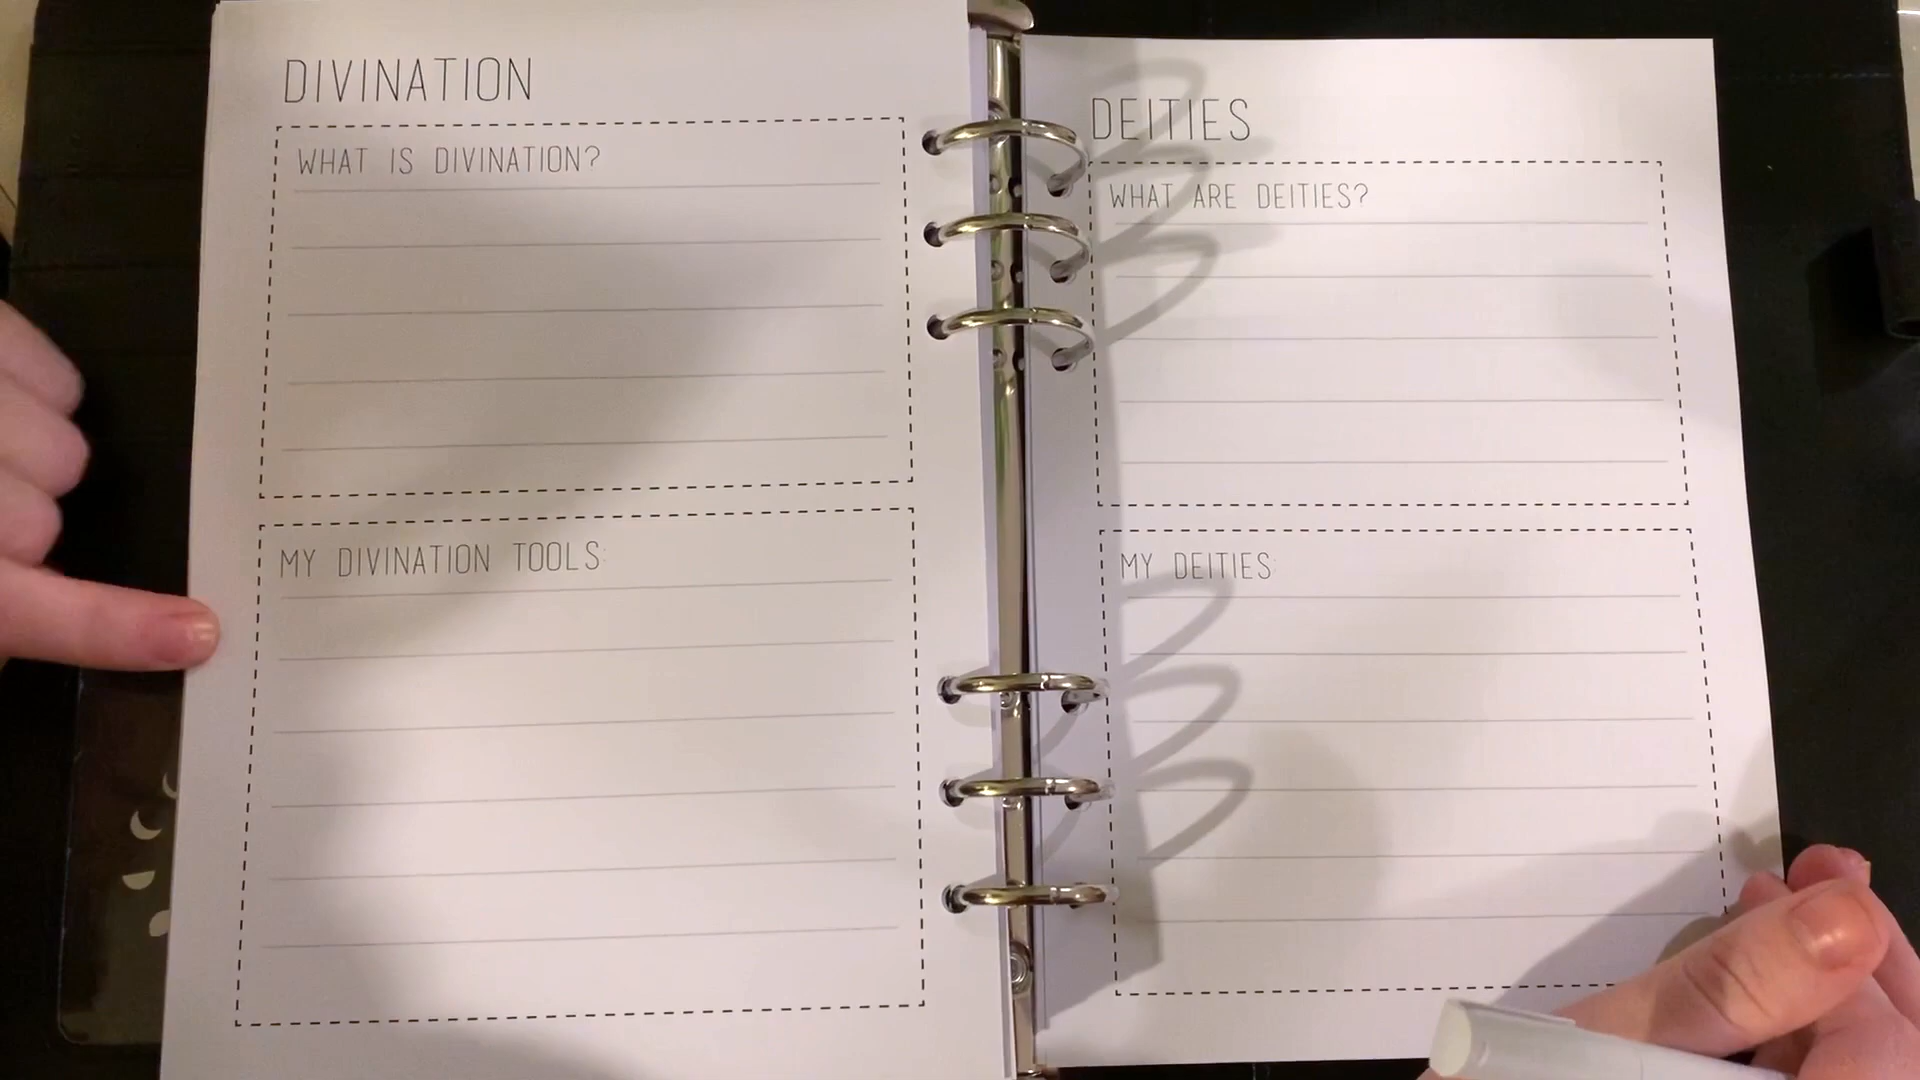 DIVINATION
WHAT IS DIVINATION?
MY DIVINATION TOOLS:
DEITIES
WHAT ARE DEITIES?
MY DEITIES: